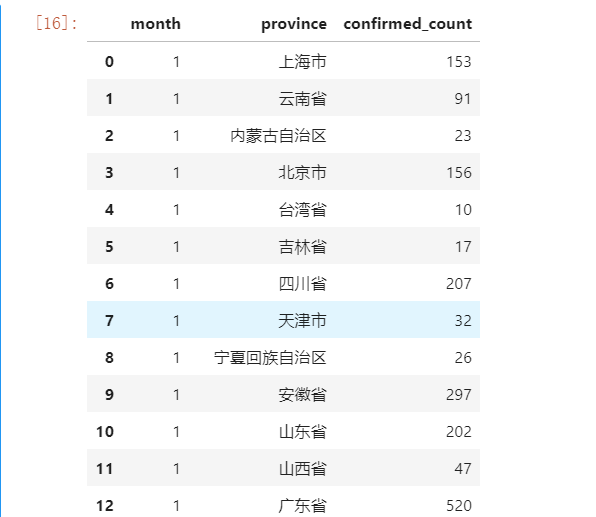 [16]:
month province confirmed_count
0 1 上海市 153
1 1 云南省 91
2 1 内蒙古自治区 23
3 1 北京市 156
4 1 台湾省 10
5 1 吉林省 17
6 1 四川省 207
7 1 天津市 32
8 1 宁夏回族自治区 26
9 1 安徽省 297
10 1 山东省 202
11 1 山西省 47
12 1 广东省 520